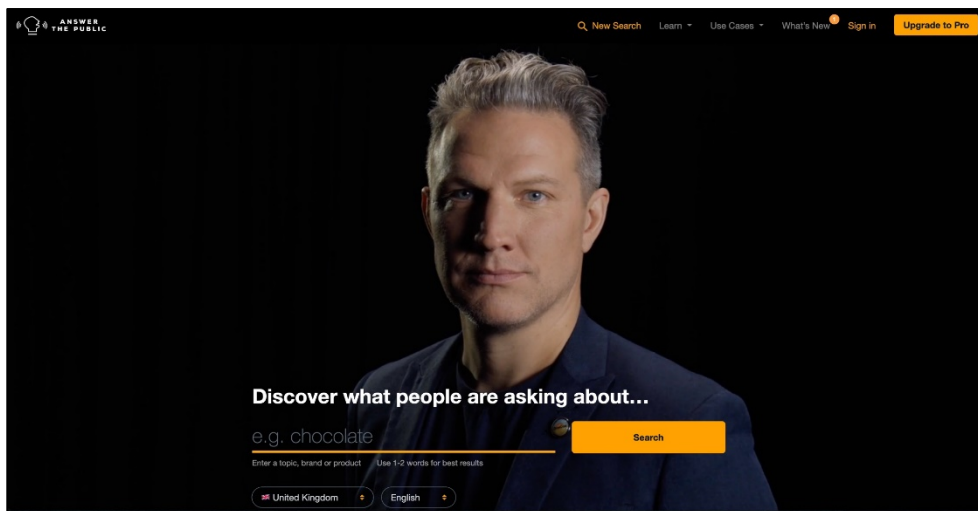 ANSWER
THE PUBLIC
New Search Learn Use Cases What's New Sign in Upgrade to Pro
Discover what people are asking about...
e.g. chocolate Search
Enter a topic, brand or product Use 1-2 words for best results
United Kingdom English